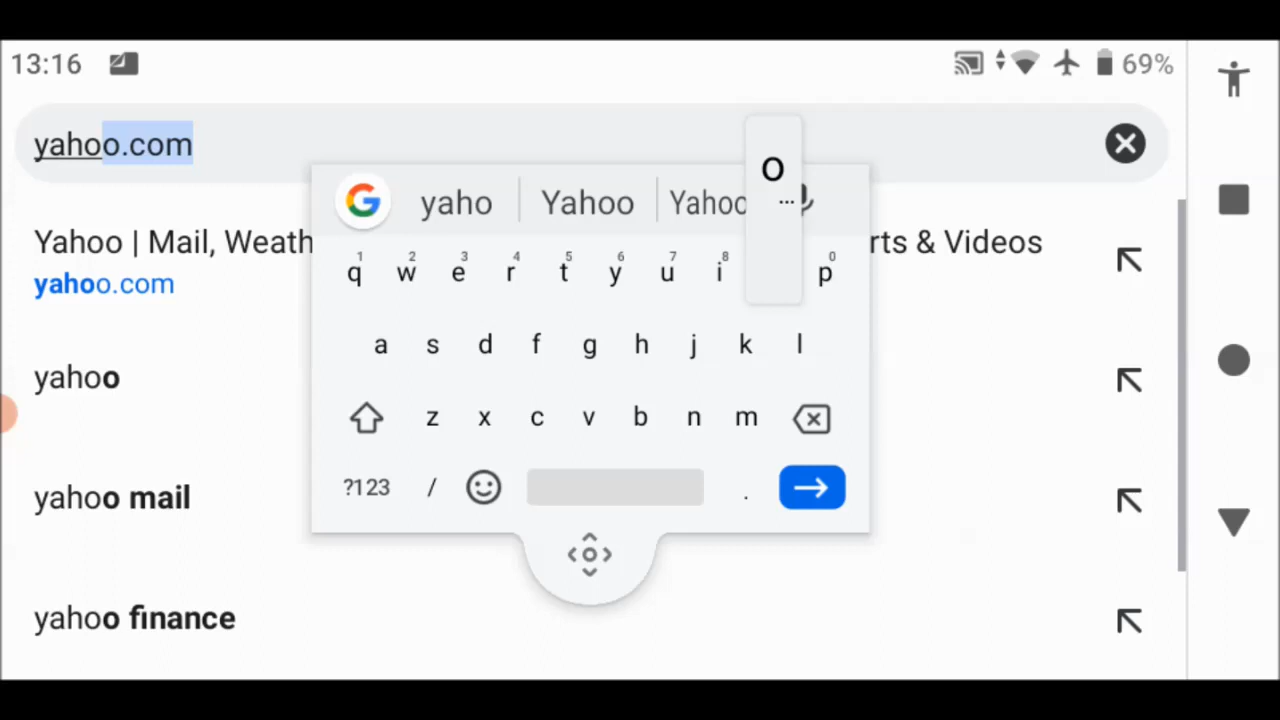 13:16
69%
yahoo.com
yaho Yahoo Yahoo
o
...
Yahoo | Mail, Weath
rts & Videos
yahoo.com
1 2 3 4 5 6 7 8 0
q w e r t y u i p
a s d f g h j k l
yahoo
z x c v b n m
?123 / .
yahoo mail
yahoo finance